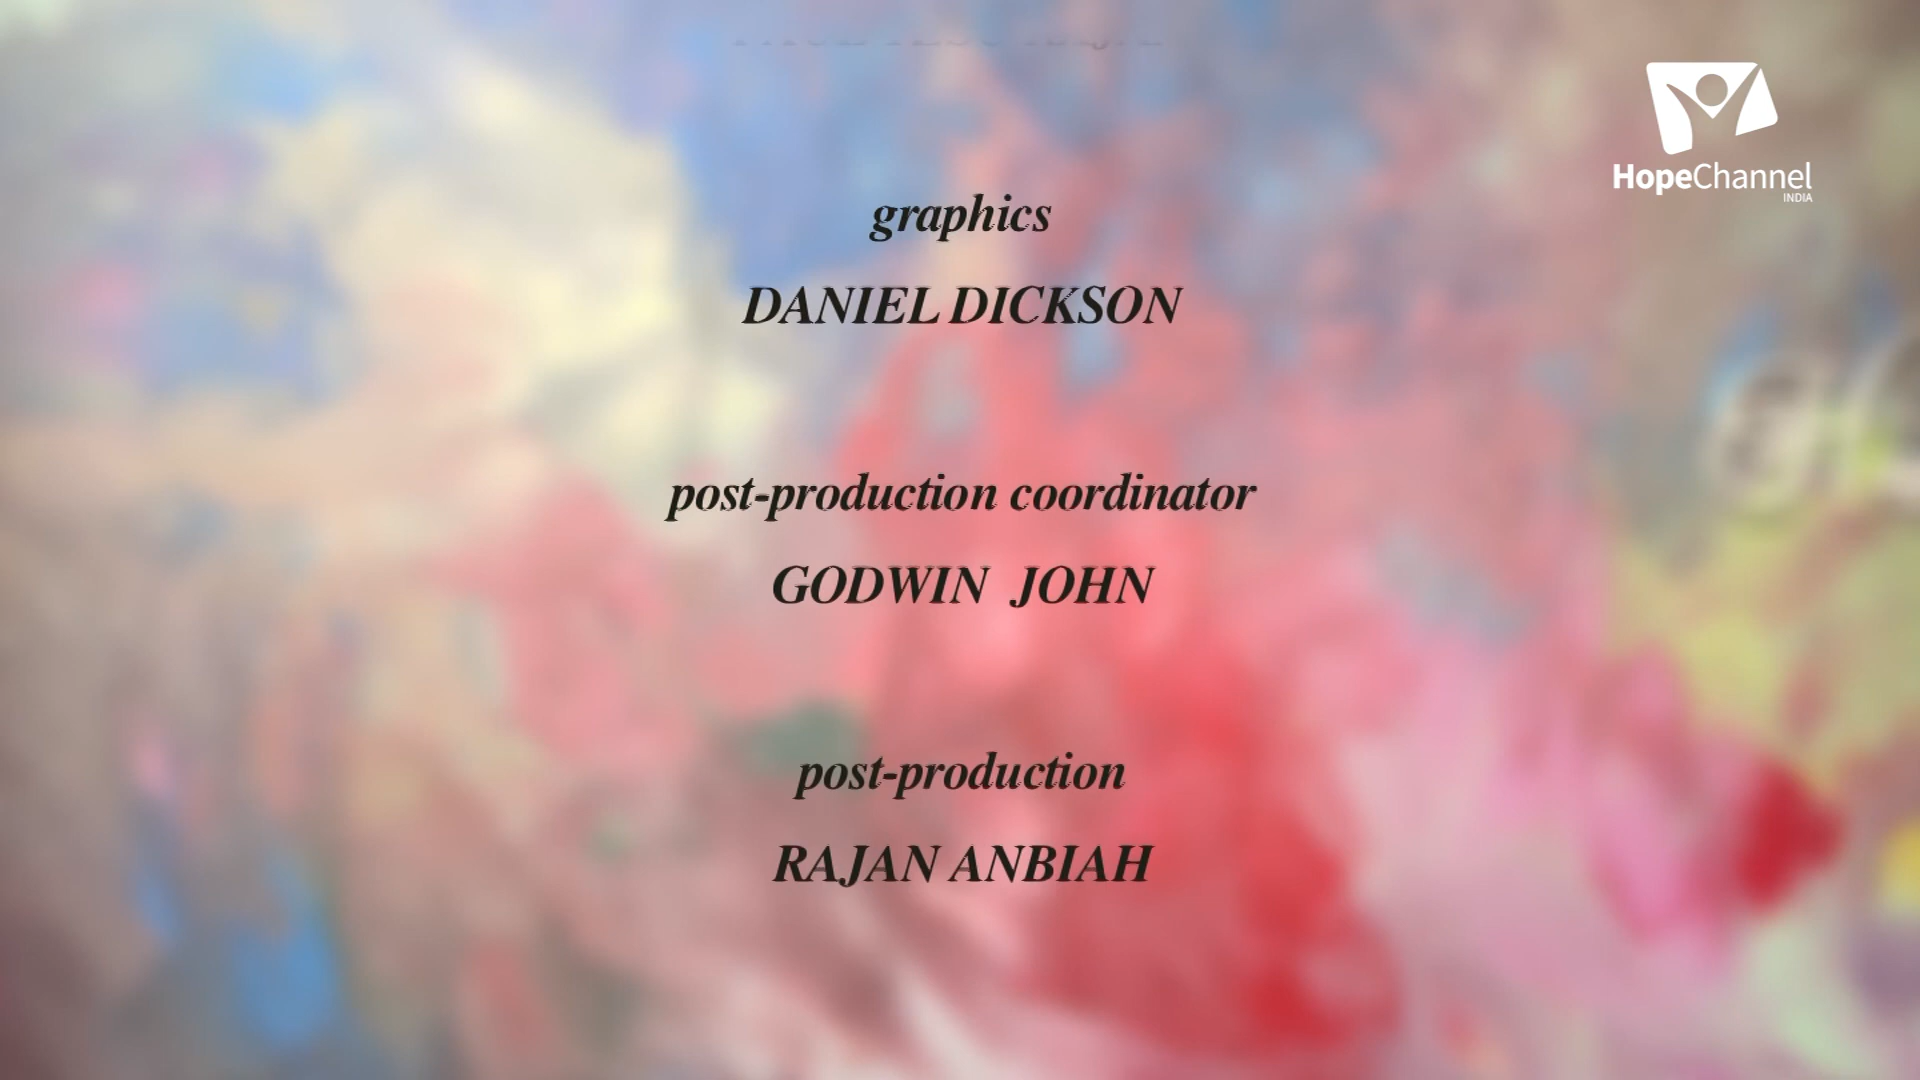 HopeChannel
INDIA
graphics
DANIEL DICKSON
post-production coordinator
GODWIN JOHN
post-production
RAJAN ANBIAH